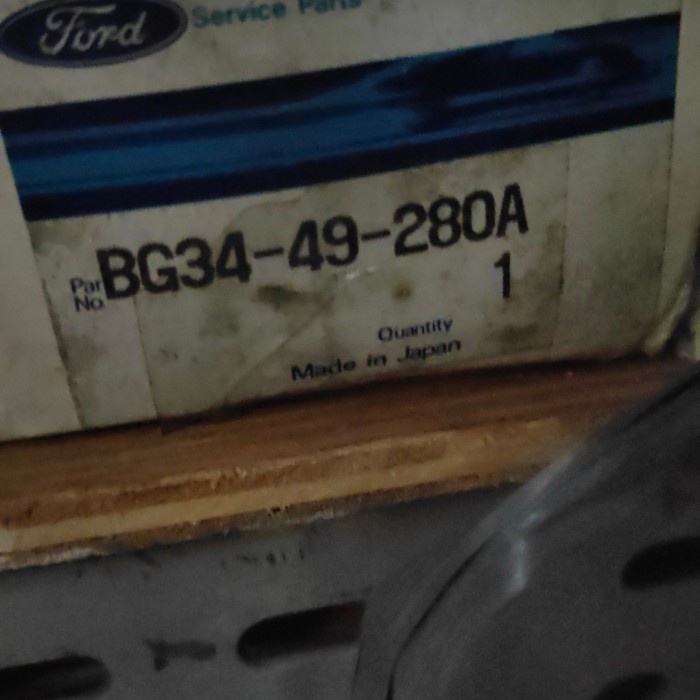 Ford
Service Parts
Part
No.
BG34-49-280A
1
Quantity
Made in Japan